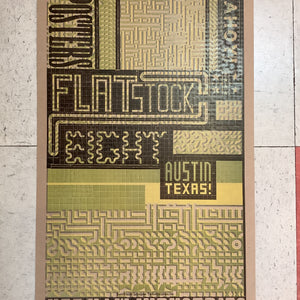 POSTERS
AHOY!
FLATSTOCK
EIGHT
AUSTIN
TEXAS!